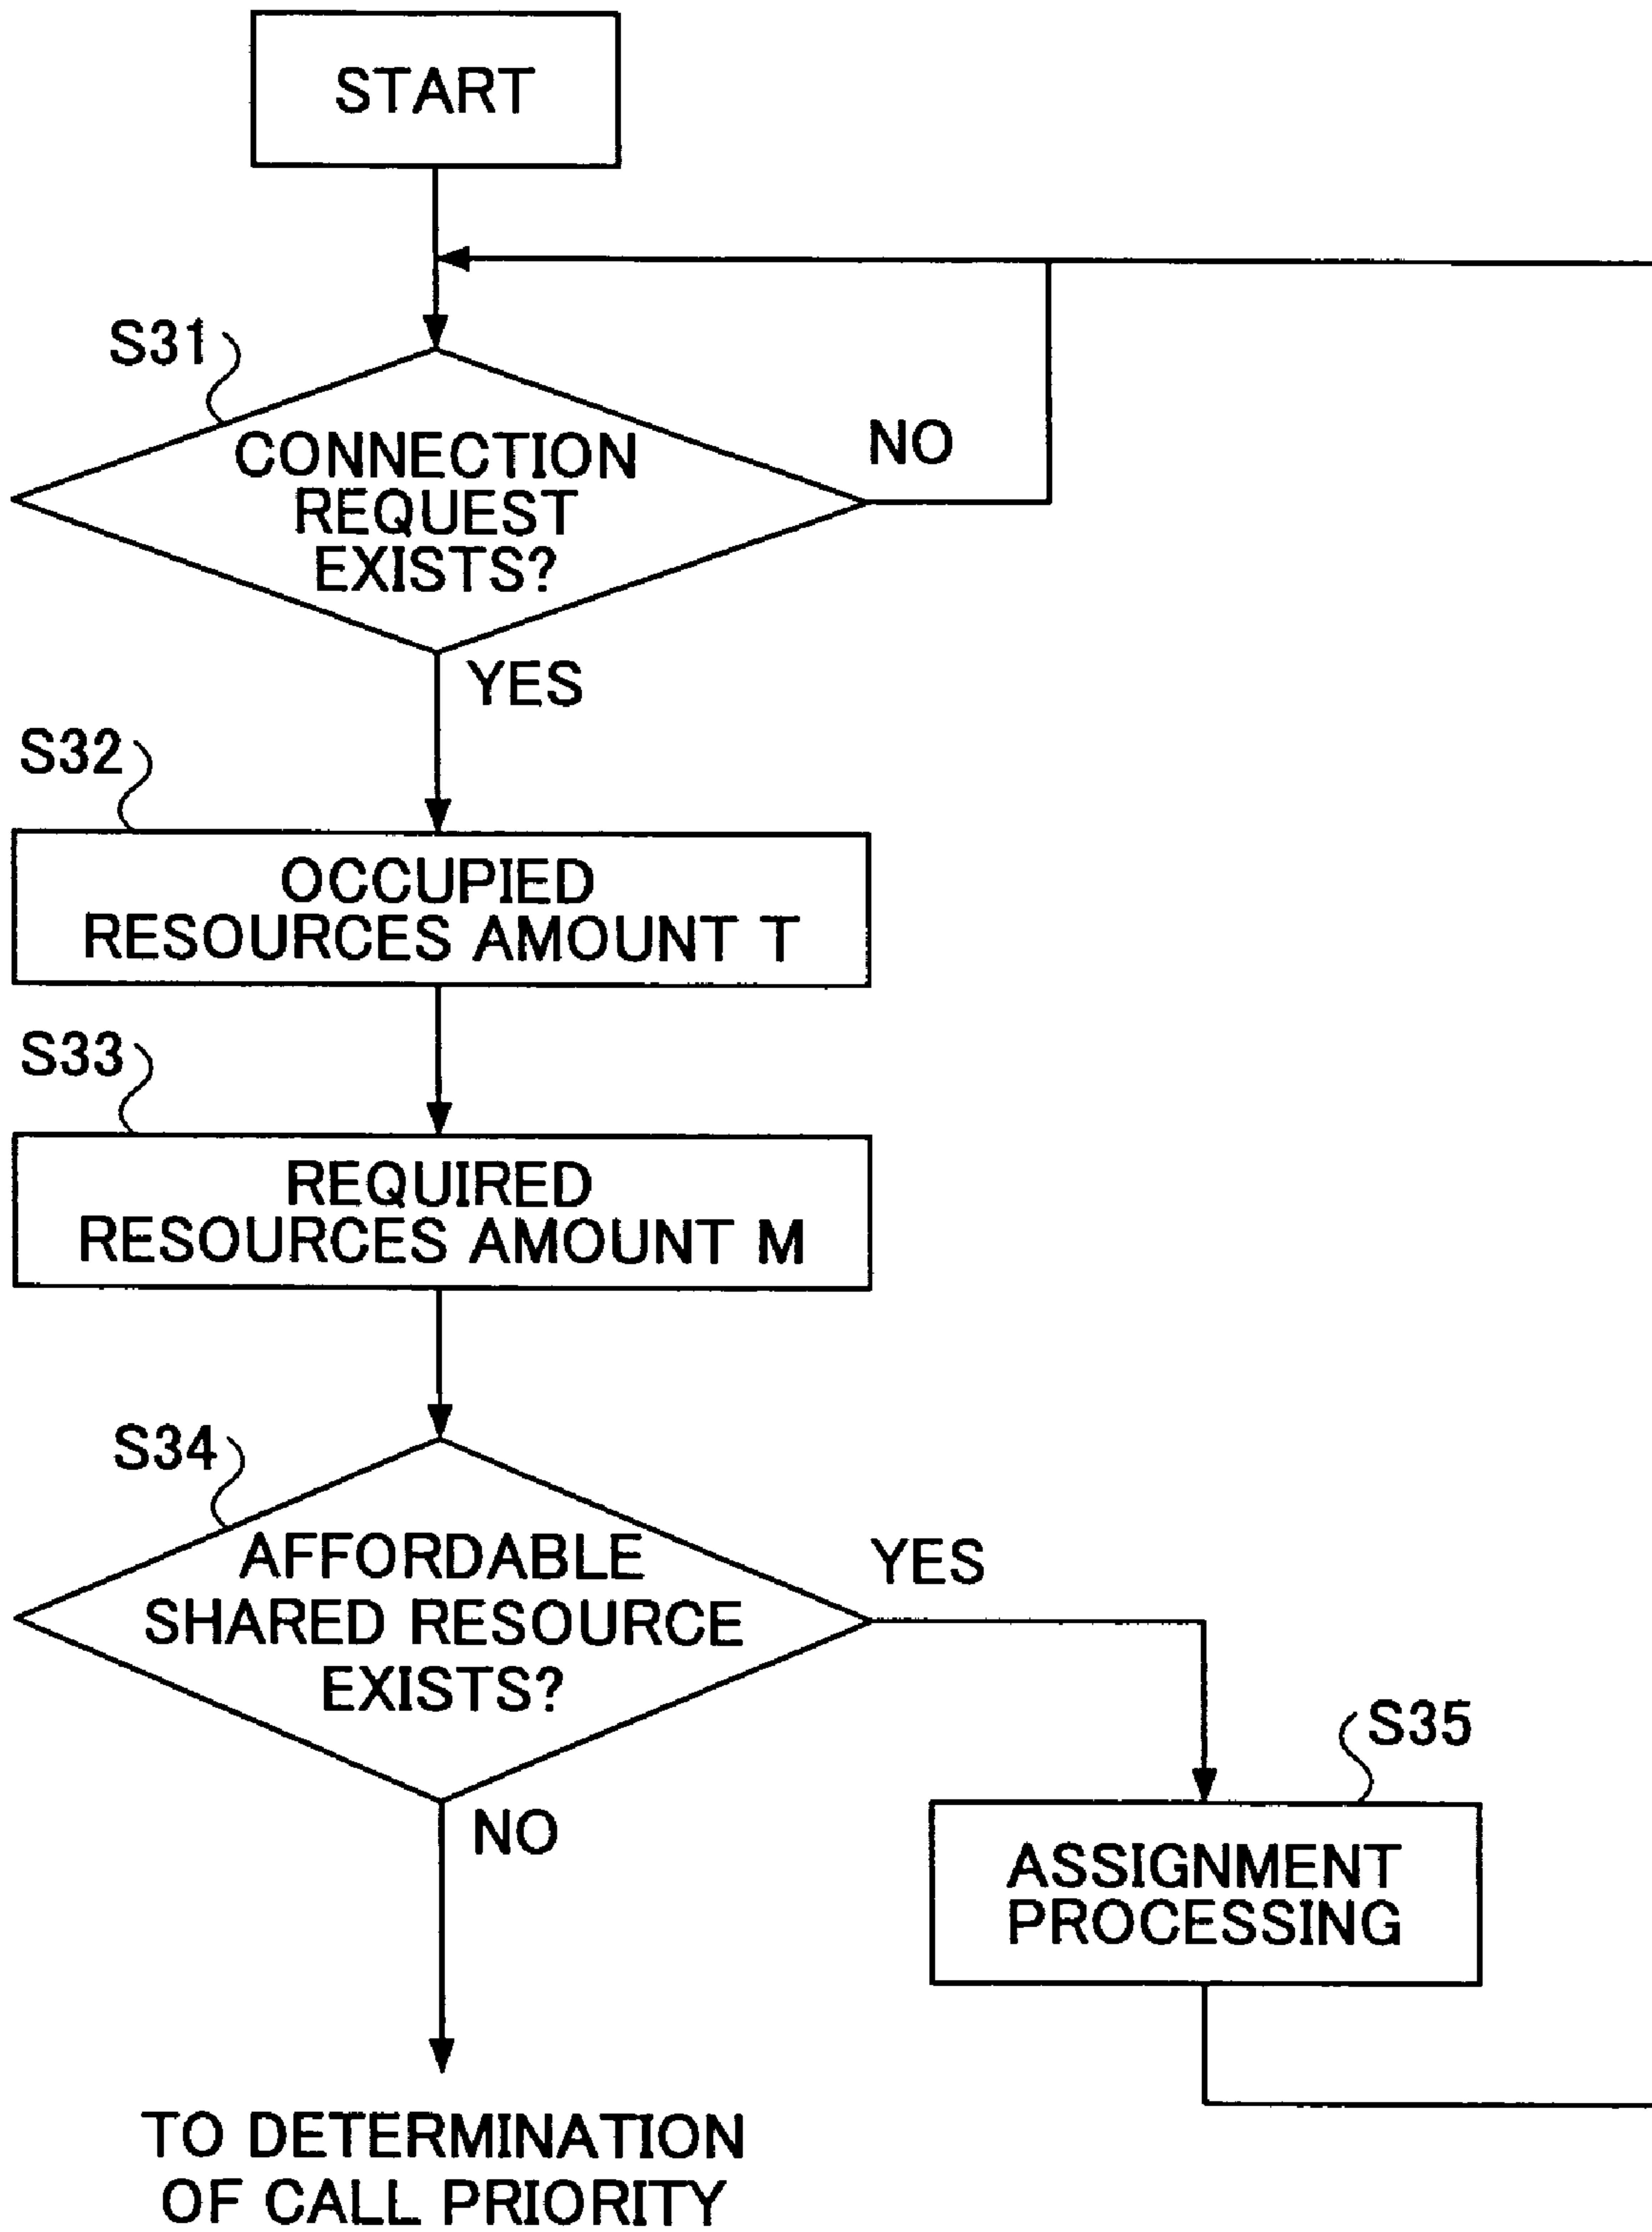 START
S31
CONNECTION
REQUEST
EXISTS?
NO
YES
S32
OCCUPIED
RESOURCES AMOUNT T
S33
REQUIRED
RESOURCES AMOUNT M
S34
AFFORDABLE
SHARED RESOURCE
EXISTS?
YES
NO
S35
ASSIGNMENT
PROCESSING
TO DETERMINATION
OF CALL PRIORITY